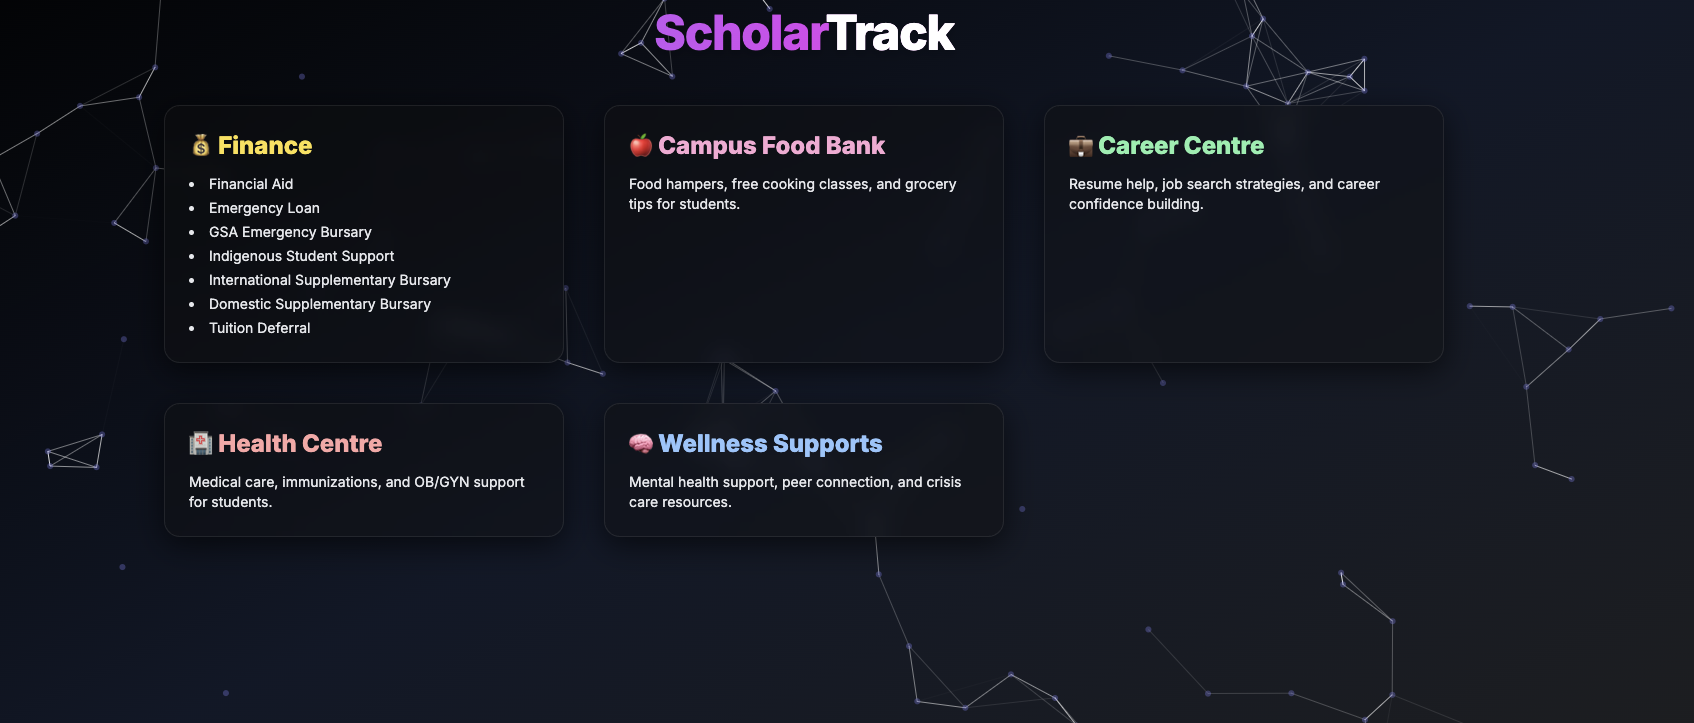 ScholarTrack
💰 Finance
• Financial Aid
• Emergency Loan
• GSA Emergency Bursary
• Indigenous Student Support
• International Supplementary Bursary
• Domestic Supplementary Bursary
• Tuition Deferral
🍎 Campus Food Bank
Food hampers, free cooking classes, and grocery
tips for students.
💼 Career Centre
Resume help, job search strategies, and career
confidence building.
🏥 Health Centre
Medical care, immunizations, and OB/GYN support
for students.
🧠 Wellness Supports
Mental health support, peer connection, and crisis
care resources.